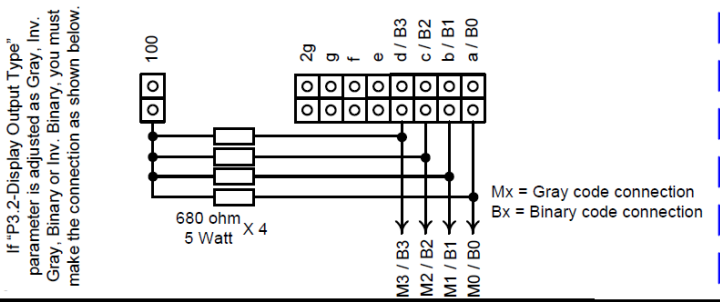 If “P3.2-Display Output Type”
parameter is adjusted as Gray, Inv.
Gray, Binary or Inv. Binary, you must
make the connection as shown below.
100
2g
g
f
e
d / B3
c / B2
b / B1
a / B0
680 ohm
5 Watt
X 4
Mx = Gray code connection
Bx = Binary code connection
M3 / B3
M2 / B2
M1 / B1
M0 / B0